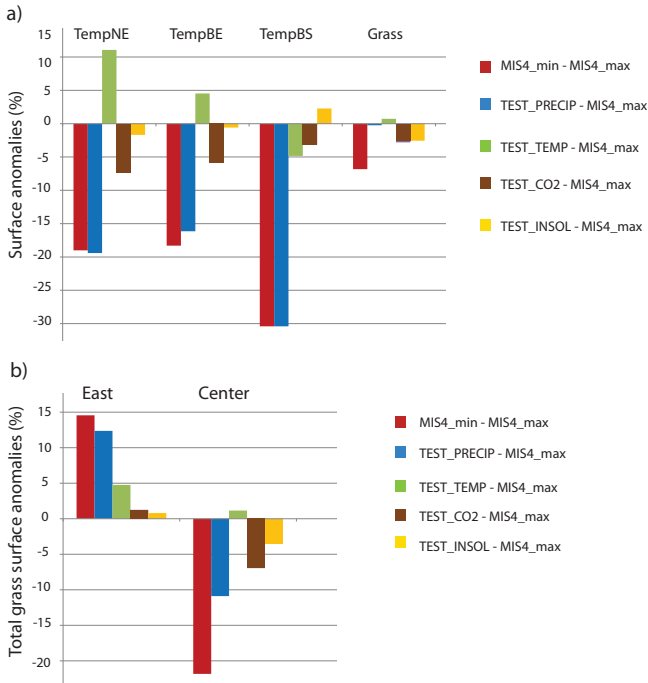 a)
TempNE TempBE TempBS Grass
Surface anomalies (%)
15
10
5
0
-5
-10
-15
-20
-25
-30
MIS4_min - MIS4_max
TEST_PRECIP - MIS4_max
TEST_TEMP - MIS4_max
TEST_CO2 - MIS4_max
TEST_INSOL - MIS4_max
b)
East Center
Total grass surface anomalies (%)
15
10
5
0
-5
-10
-15
-20
MIS4_min - MIS4_max
TEST_PRECIP - MIS4_max
TEST_TEMP - MIS4_max
TEST_CO2 - MIS4_max
TEST_INSOL - MIS4_max